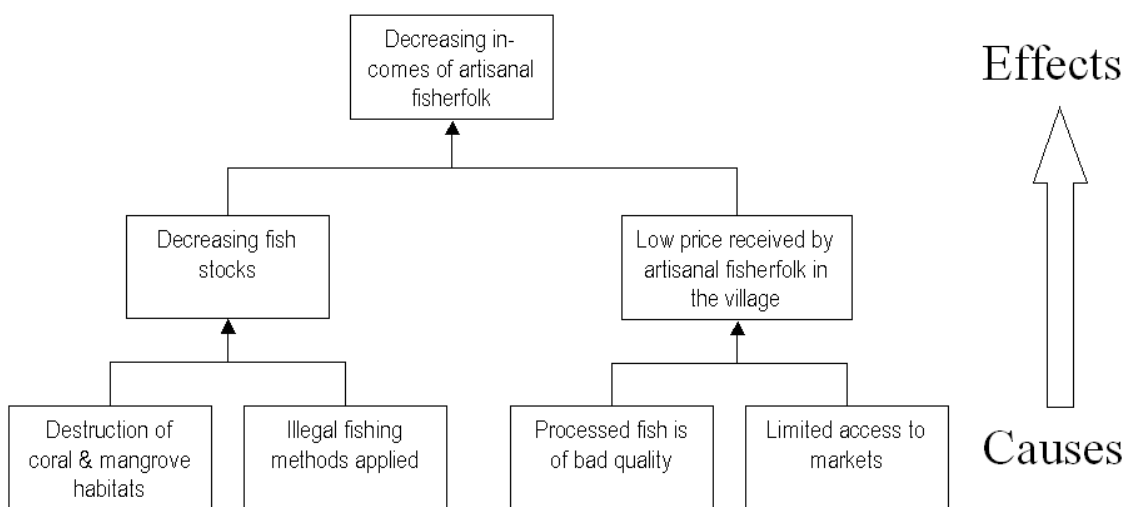 Decreasing in-
comes of artisanal
fisherfolk
Effects
Decreasing fish
stocks
Low price received by
artisanal fisherfolk in
the village
Destruction of
coral & mangrove
habitats
Illegal fishing
methods applied
Processed fish is
of bad quality
Limited access to
markets
Causes